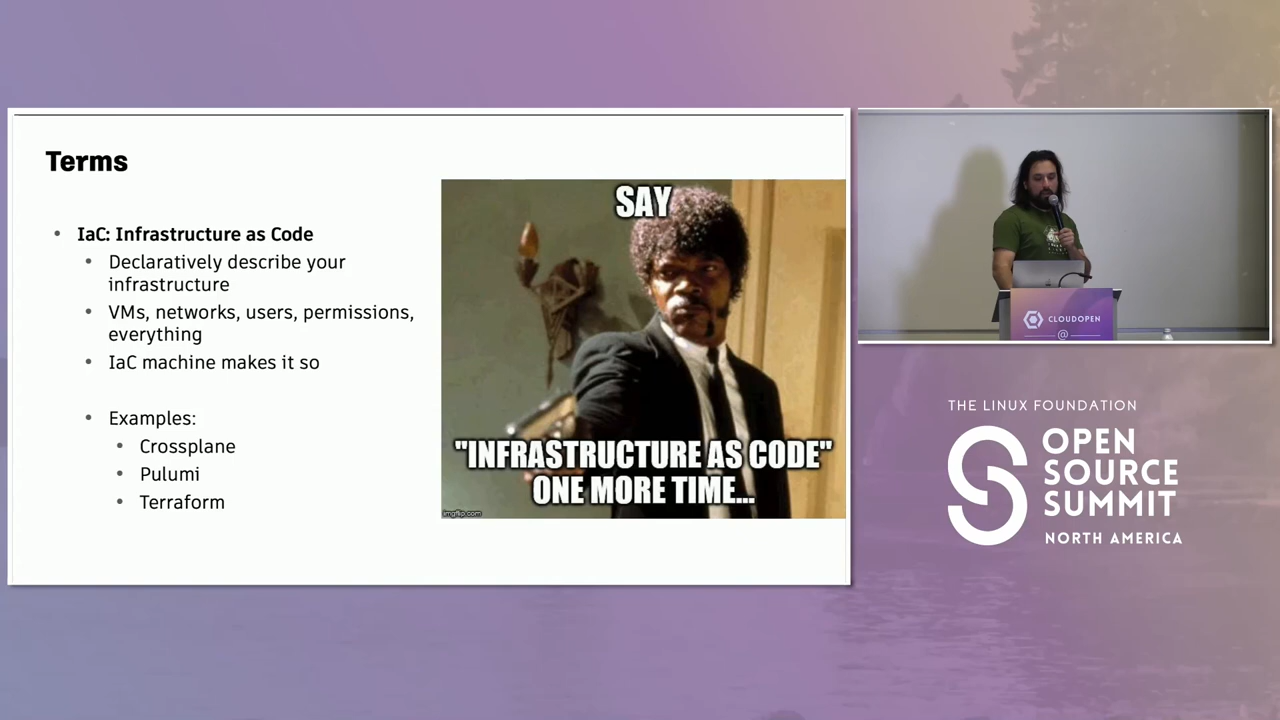 Terms
• IaC: Infrastructure as Code
• Declaratively describe your
infrastructure
• VMs, networks, users, permissions,
everything
• IaC machine makes it so
• Examples:
• Crossplane
• Pulumi
• Terraform
SAY
"INFRASTRUCTURE AS CODE"
ONE MORE TIME...
imgflip.com
CLOUDOPEN
@
THE LINUX FOUNDATION
OPEN
SOURCE
SUMMIT
NORTH AMERICA